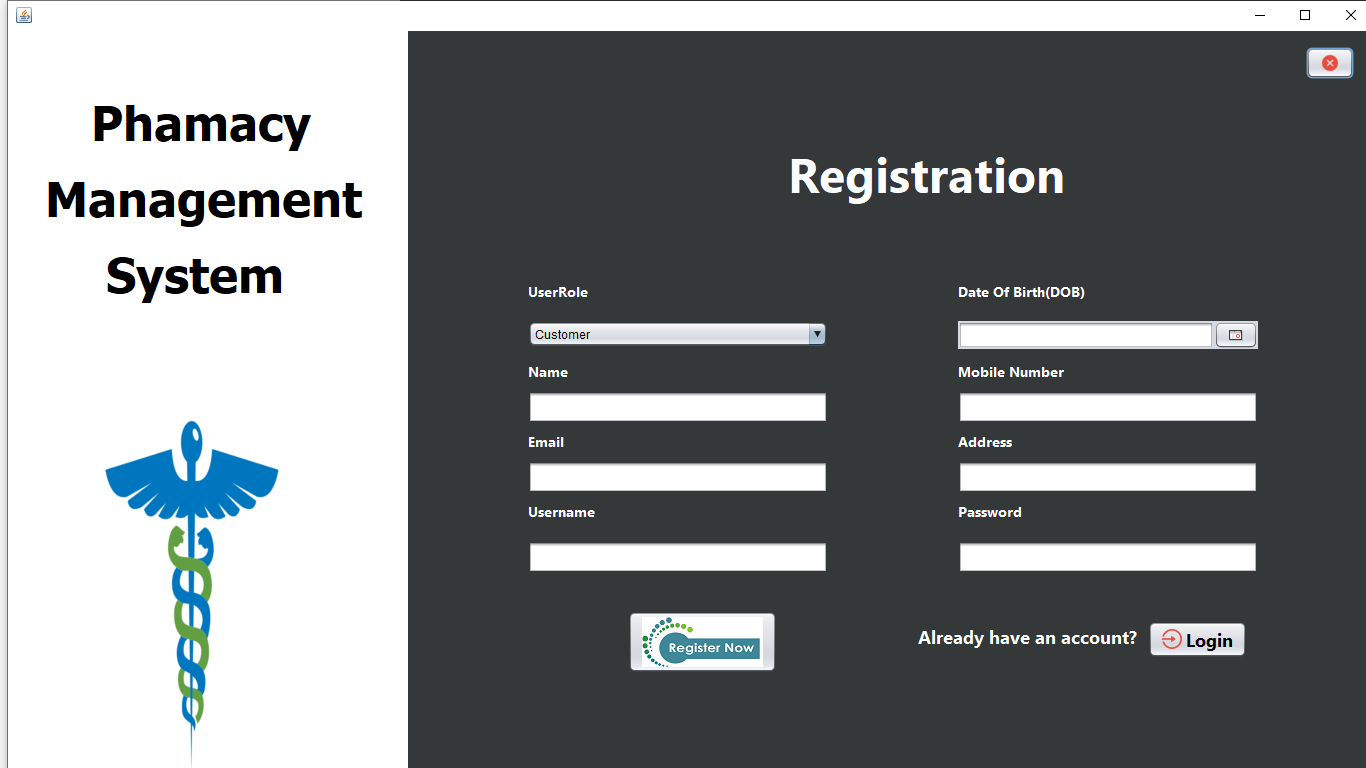 Phamacy
Management
System
Registration
UserRole
Date Of Birth(DOB)
Customer
Name
Mobile Number
Email
Address
Username
Password
Register Now
Already have an account?
Login